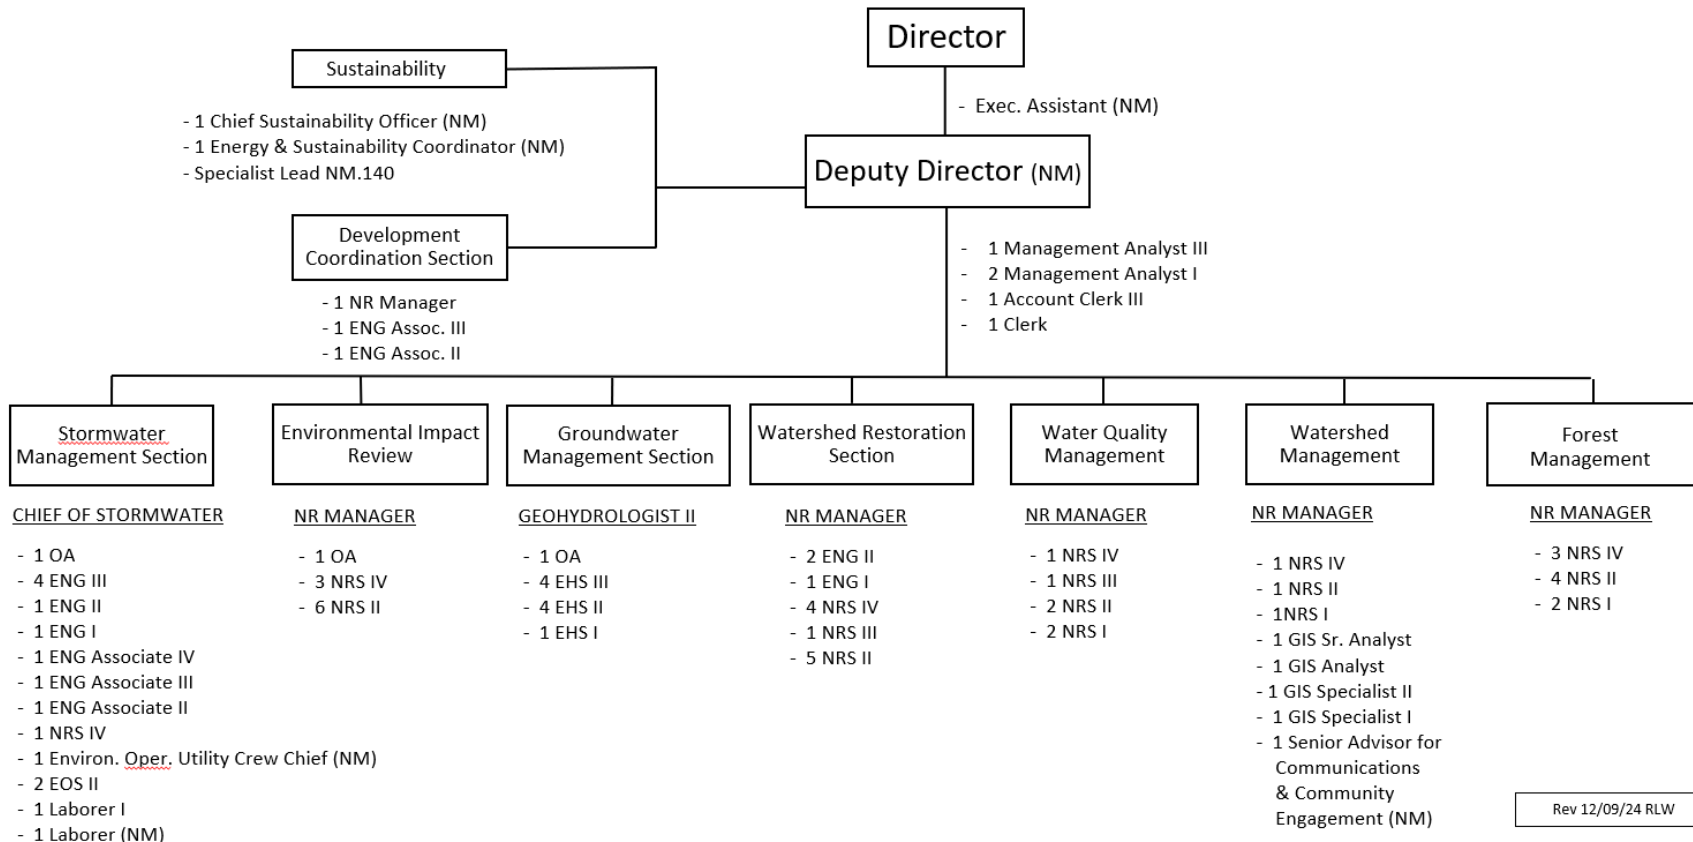 Director
- Exec. Assistant (NM)
Deputy Director (NM)
Sustainability
- 1 Chief Sustainability Officer (NM)
- 1 Energy & Sustainability Coordinator (NM)
- Specialist Lead NM.140
Development
Coordination Section
- 1 NR Manager
- 1 ENG Assoc. III
- 1 ENG Assoc. II
- 1 Management Analyst III
- 2 Management Analyst I
- 1 Account Clerk III
- 1 Clerk
Stormwater
Management Section
CHIEF OF STORMWATER
- 1 OA
- 4 ENG III
- 1 ENG II
- 1 ENG I
- 1 ENG Associate IV
- 1 ENG Associate III
- 1 ENG Associate II
- 1 NRS IV
- 1 Environ. Oper. Utility Crew Chief (NM)
- 2 EOS II
- 1 Laborer I
- 1 Laborer (NM)
Environmental Impact
Review
NR MANAGER
- 1 OA
- 3 NRS IV
- 6 NRS II
Groundwater
Management Section
GEOHYDROLOGIST II
- 1 OA
- 4 EHS III
- 4 EHS II
- 1 EHS I
Watershed Restoration
Section
NR MANAGER
- 2 ENG II
- 1 ENG I
- 4 NRS IV
- 1 NRS III
- 5 NRS II
Water Quality
Management
NR MANAGER
- 1 NRS IV
- 1 NRS III
- 2 NRS II
- 2 NRS I
Watershed
Management
NR MANAGER
- 1 NRS IV
- 1 NRS II
- 1NRS I
- 1 GIS Sr. Analyst
- 1 GIS Analyst
- 1 GIS Specialist II
- 1 GIS Specialist I
- 1 Senior Advisor for
Communications
& Community
Engagement (NM)
Forest
Management
NR MANAGER
- 3 NRS IV
- 4 NRS II
- 2 NRS I
Rev 12/09/24 RLW